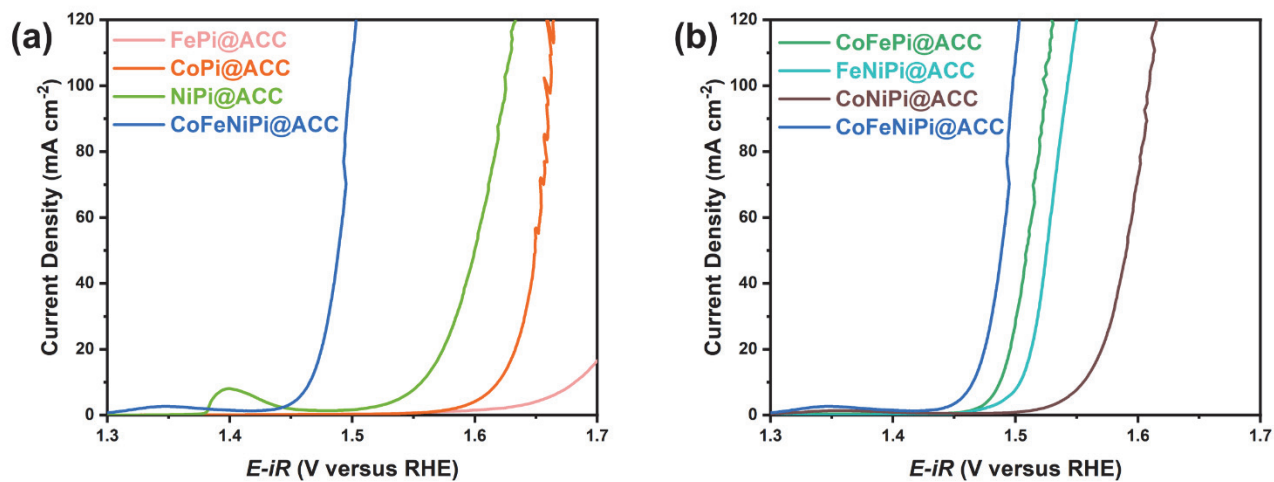 (a)
FePi@ACC
CoPi@ACC
NiPi@ACC
CoFeNiPi@ACC
Current Density (mA cm⁻²)
120
100
80
60
40
20
0
1.3 1.4 1.5 1.6 1.7
E-iR (V versus RHE)
(b)
CoFePi@ACC
FeNiPi@ACC
CoNiPi@ACC
CoFeNiPi@ACC
Current Density (mA cm⁻²)
120
100
80
60
40
20
0
1.3 1.4 1.5 1.6 1.7
E-iR (V versus RHE)